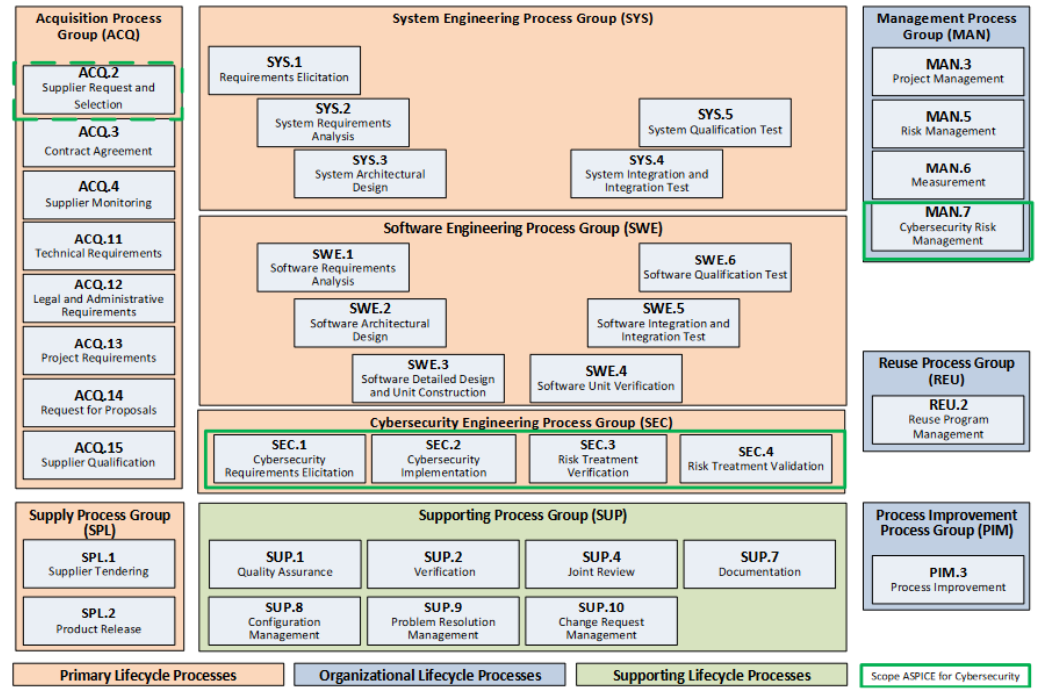 Acquisition Process
Group (ACQ)
ACQ.2
Supplier Request and
Selection
ACQ.3
Contract Agreement
ACQ.4
Supplier Monitoring
ACQ.11
Technical Requirements
ACQ.12
Legal and Administrative
Requirements
ACQ.13
Project Requirements
ACQ.14
Request for Proposals
ACQ.15
Supplier Qualification
System Engineering Process Group (SYS)
SYS.1
Requirements Elicitation
SYS.2
System Requirements
Analysis
SYS.3
System Architectural
Design
SYS.5
System Qualification Test
SYS.4
System Integration and
Integration Test
Software Engineering Process Group (SWE)
SWE.1
Software Requirements
Analysis
SWE.2
Software Architectural
Design
SWE.3
Software Detailed Design
and Unit Construction
SWE.6
Software Qualification Test
SWE.5
Software Integration and
Integration Test
SWE.4
Software Unit Verification
Cybersecurity Engineering Process Group (SEC)
SEC.1
Cybersecurity
Requirements Elicitation
SEC.2
Cybersecurity
Implementation
SEC.3
Risk Treatment
Verification
SEC.4
Risk Treatment Validation
Management Process
Group (MAN)
MAN.3
Project Management
MAN.5
Risk Management
MAN.6
Measurement
MAN.7
Cybersecurity Risk
Management
Reuse Process Group
(REU)
REU.2
Reuse Program
Management
Supply Process Group
(SPL)
SPL.1
Supplier Tendering
SPL.2
Product Release
Supporting Process Group (SUP)
SUP.1
Quality Assurance
SUP.2
Verification
SUP.4
Joint Review
SUP.7
Documentation
SUP.8
Configuration
Management
SUP.9
Problem Resolution
Management
SUP.10
Change Request
Management
Process Improvement
Process Group (PIM)
PIM.3
Process Improvement
Primary Lifecycle Processes
Organizational Lifecycle Processes
Supporting Lifecycle Processes
Scope ASPICE for Cybersecurity